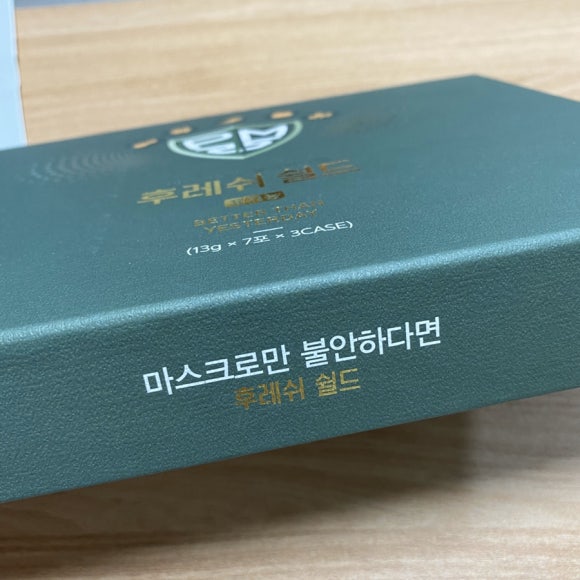 후레쉬 쉴드
BETTER THAN
YESTERDAY
(13g × 7포 × 3CASE)
마스크로만 불안하다면
후레쉬 쉴드